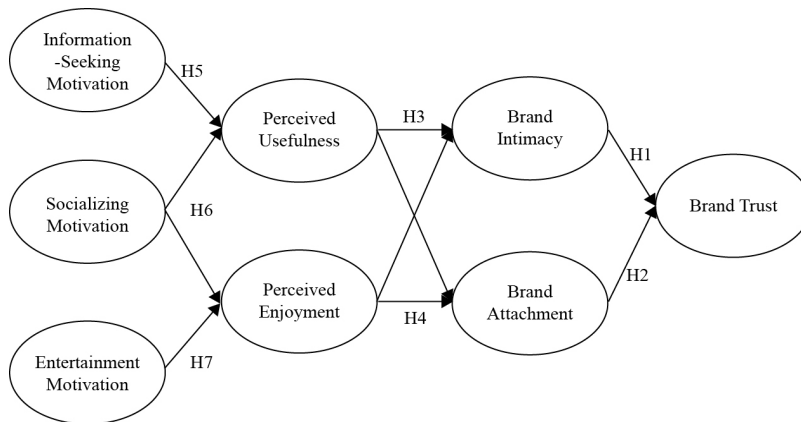 Information
-Seeking
Motivation
H5
Perceived
Usefulness
H3
Brand
Intimacy
H1
Socializing
Motivation
H6
Brand Trust
Perceived
Enjoyment
H4
Brand
Attachment
H2
Entertainment
Motivation
H7